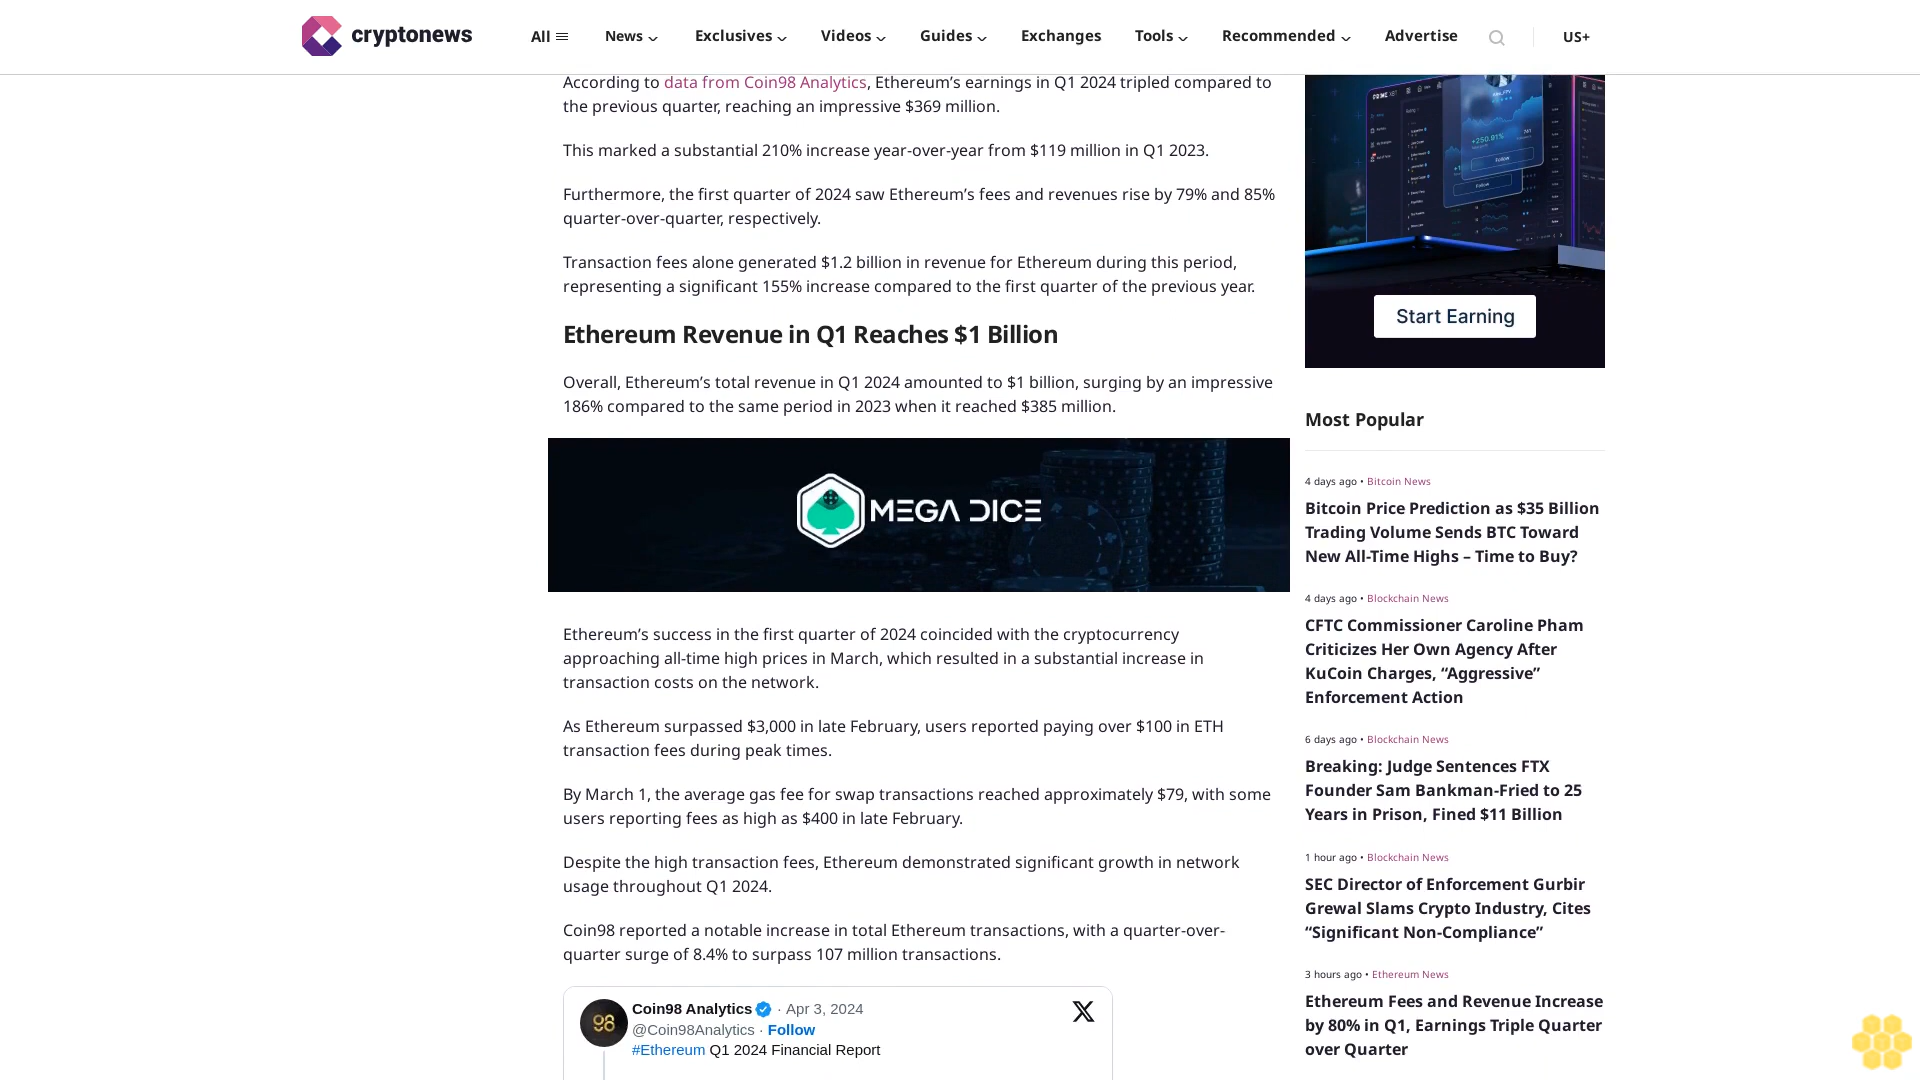 cryptonews
All
News
Exclusives
Videos
Guides
Exchanges
Tools
Recommended
Advertise
US+
According to data from Coin98 Analytics, Ethereum’s earnings in Q1 2024 tripled compared to
the previous quarter, reaching an impressive $369 million.
This marked a substantial 210% increase year-over-year from $119 million in Q1 2023.
Furthermore, the first quarter of 2024 saw Ethereum’s fees and revenues rise by 79% and 85%
quarter-over-quarter, respectively.
Transaction fees alone generated $1.2 billion in revenue for Ethereum during this period,
representing a significant 155% increase compared to the first quarter of the previous year.
Ethereum Revenue in Q1 Reaches $1 Billion
Overall, Ethereum’s total revenue in Q1 2024 amounted to $1 billion, surging by an impressive
186% compared to the same period in 2023 when it reached $385 million.
MEGA DICE
Ethereum’s success in the first quarter of 2024 coincided with the cryptocurrency
approaching all-time high prices in March, which resulted in a substantial increase in
transaction costs on the network.
As Ethereum surpassed $3,000 in late February, users reported paying over $100 in ETH
transaction fees during peak times.
By March 1, the average gas fee for swap transactions reached approximately $79, with some
users reporting fees as high as $400 in late February.
Despite the high transaction fees, Ethereum demonstrated significant growth in network
usage throughout Q1 2024.
Coin98 reported a notable increase in total Ethereum transactions, with a quarter-over-
quarter surge of 8.4% to surpass 107 million transactions.
98
Coin98 Analytics · Apr 3, 2024
@Coin98Analytics · Follow
#Ethereum Q1 2024 Financial Report
PRIME XBT
+250.91%
Follow
Follow
Start Earning
Most Popular
4 days ago • Bitcoin News
Bitcoin Price Prediction as $35 Billion
Trading Volume Sends BTC Toward
New All-Time Highs – Time to Buy?
4 days ago • Blockchain News
CFTC Commissioner Caroline Pham
Criticizes Her Own Agency After
KuCoin Charges, “Aggressive”
Enforcement Action
6 days ago • Blockchain News
Breaking: Judge Sentences FTX
Founder Sam Bankman-Fried to 25
Years in Prison, Fined $11 Billion
1 hour ago • Blockchain News
SEC Director of Enforcement Gurbir
Grewal Slams Crypto Industry, Cites
“Significant Non-Compliance”
3 hours ago • Ethereum News
Ethereum Fees and Revenue Increase
by 80% in Q1, Earnings Triple Quarter
over Quarter